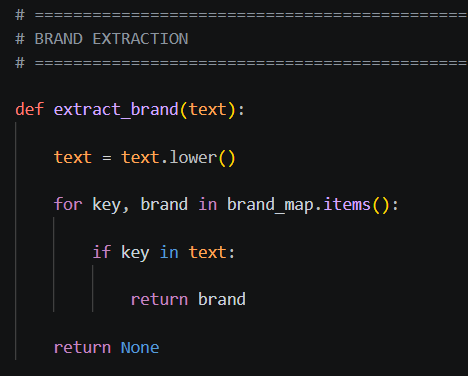 # =============================================
# BRAND EXTRACTION
# =============================================
def extract_brand(text):
    text = text.lower()
    for key, brand in brand_map.items():
        if key in text:
            return brand
    return None